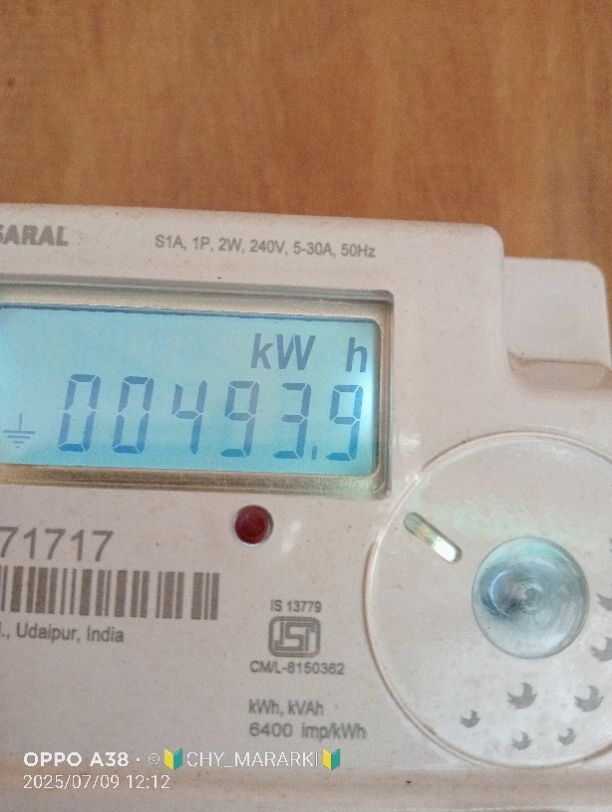 SARAL
S1A, 1P, 2W, 240V, 5-30A, 50Hz
kW h
00493.9
71717
Udaipur, India
IS 13779
ISI
CM/L-8150362
kWh, kVAh
6400 imp/kWh
OPPO A38 · ©🔰CHY_MARARKI🔰
2025/07/09 12:12